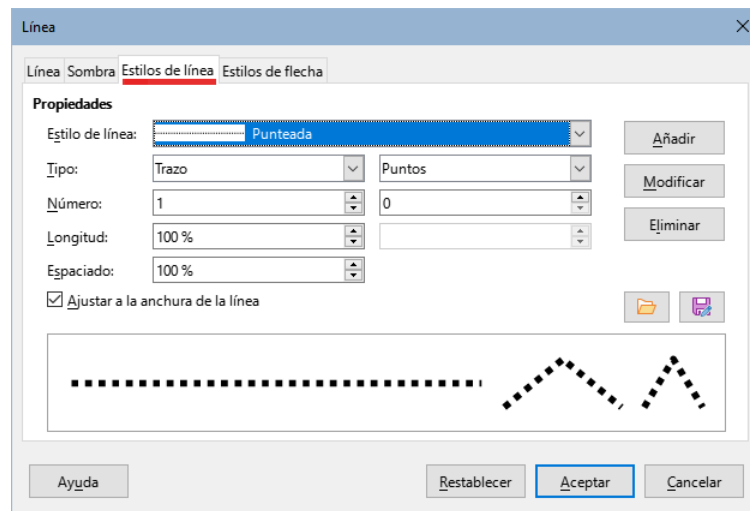 Línea
Línea Sombra Estilos de línea Estilos de flecha
Propiedades
Estilo de línea: Punteada Añadir
Tipo: Trazo Puntos Modificar
Número: 1 0 Eliminar
Longitud: 100 %
Espaciado: 100 %
Ajustar a la anchura de la línea
Ayuda Restablecer Aceptar Cancelar